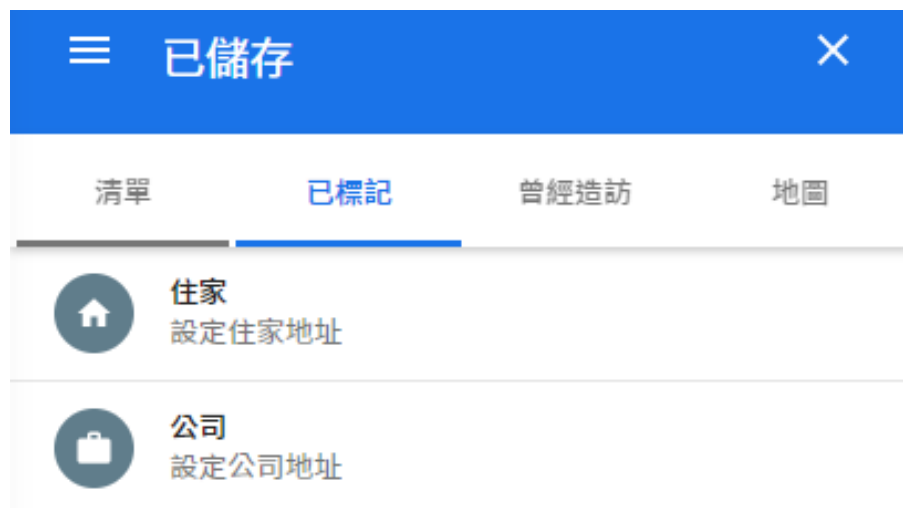 已儲存
清單 已標記 曾經造訪 地圖
住家
設定住家地址
公司
設定公司地址